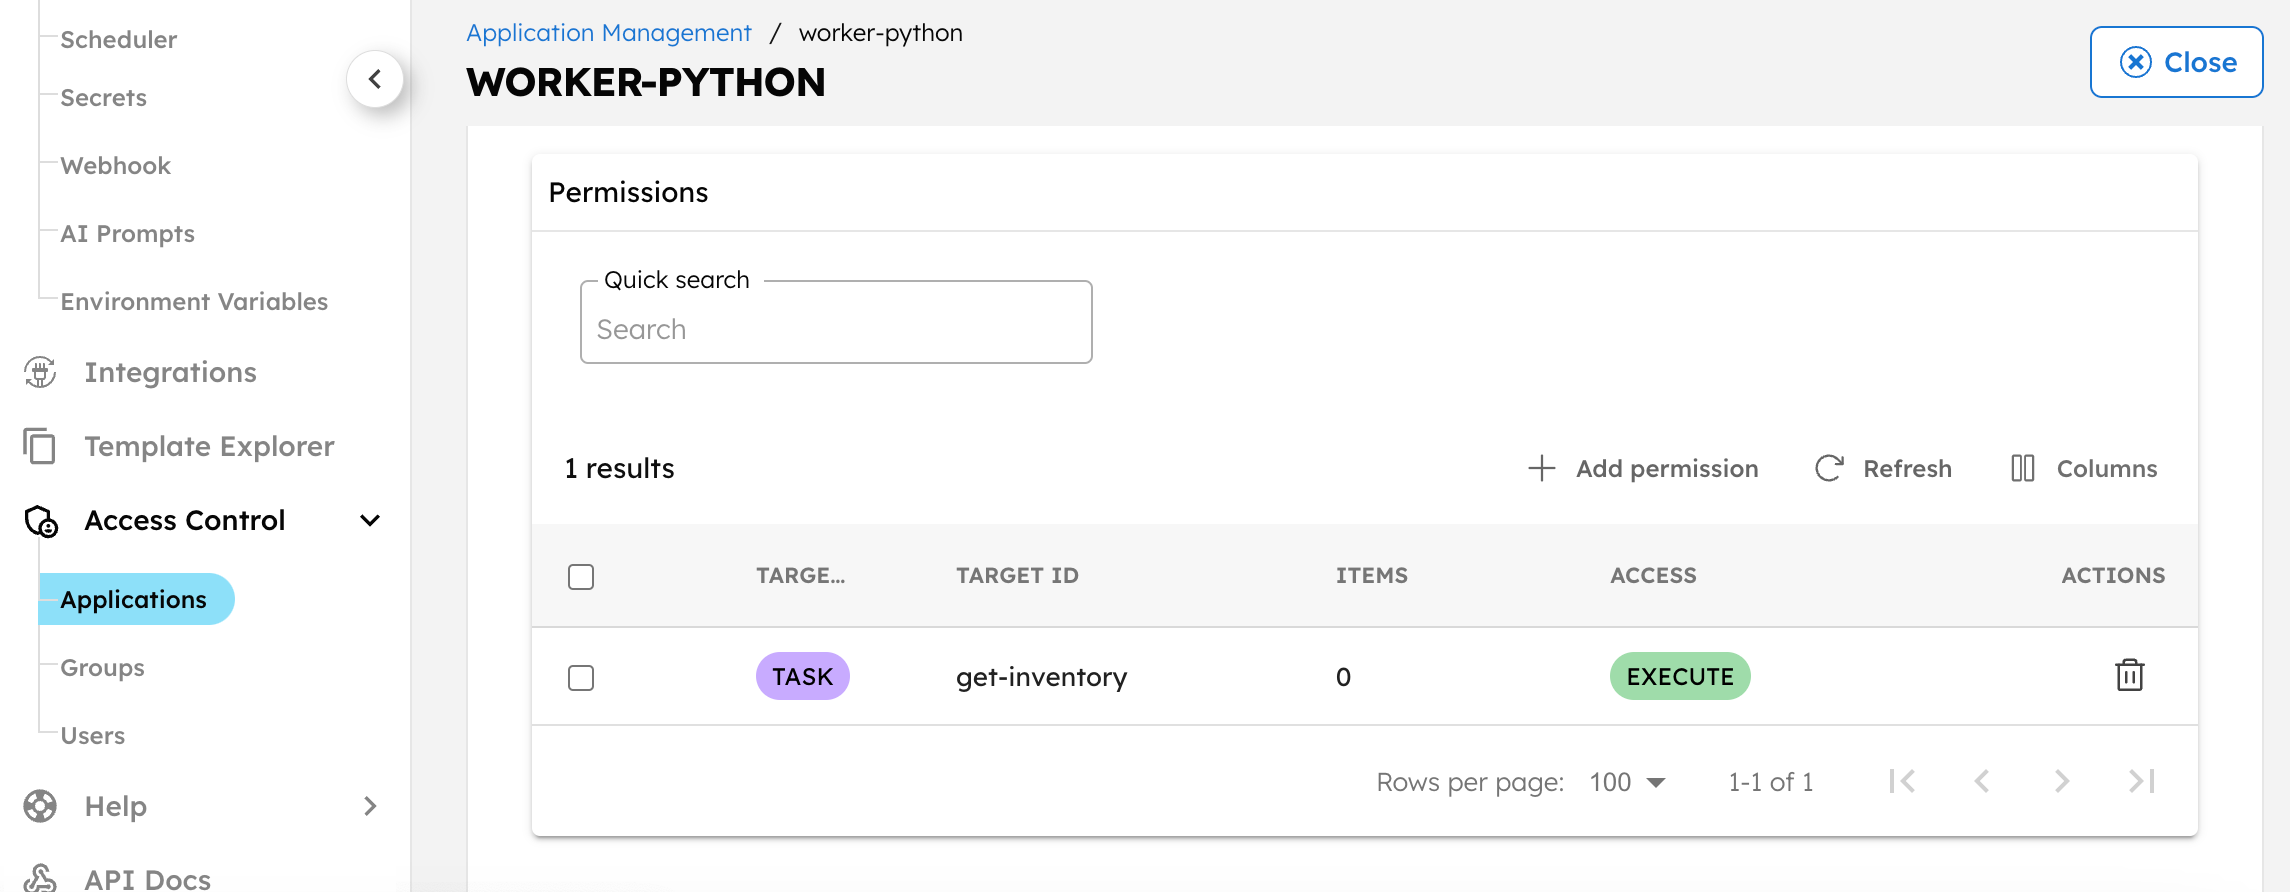 Scheduler
Secrets
Webhook
AI Prompts
Environment Variables
Integrations
Template Explorer
Access Control
Applications
Groups
Users
Help
API Docs
Application Management / worker-python
WORKER-PYTHON
Close
Permissions
Quick search
Search
1 results
Add permission
Refresh
Columns
TARGE... TARGET ID ITEMS ACCESS ACTIONS
TASK get-inventory 0 EXECUTE
Rows per page: 100 1-1 of 1